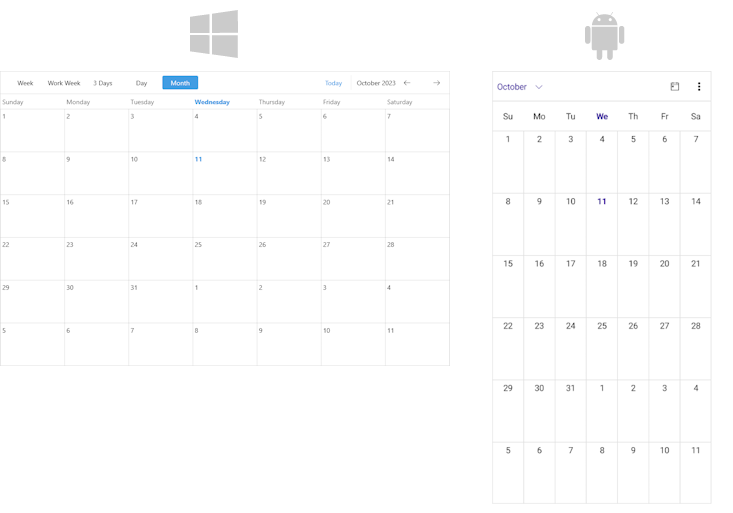 Week Work Week 3 Days Day Month Today October 2023
Sunday Monday Tuesday Wednesday Thursday Friday Saturday
1 2 3 4 5 6 7
8 9 10 11 12 13 14
15 16 17 18 19 20 21
22 23 24 25 26 27 28
29 30 31 1 2 3 4
5 6 7 8 9 10 11
October
Su Mo Tu We Th Fr Sa
1 2 3 4 5 6 7
8 9 10 11 12 13 14
15 16 17 18 19 20 21
22 23 24 25 26 27 28
29 30 31 1 2 3 4
5 6 7 8 9 10 11